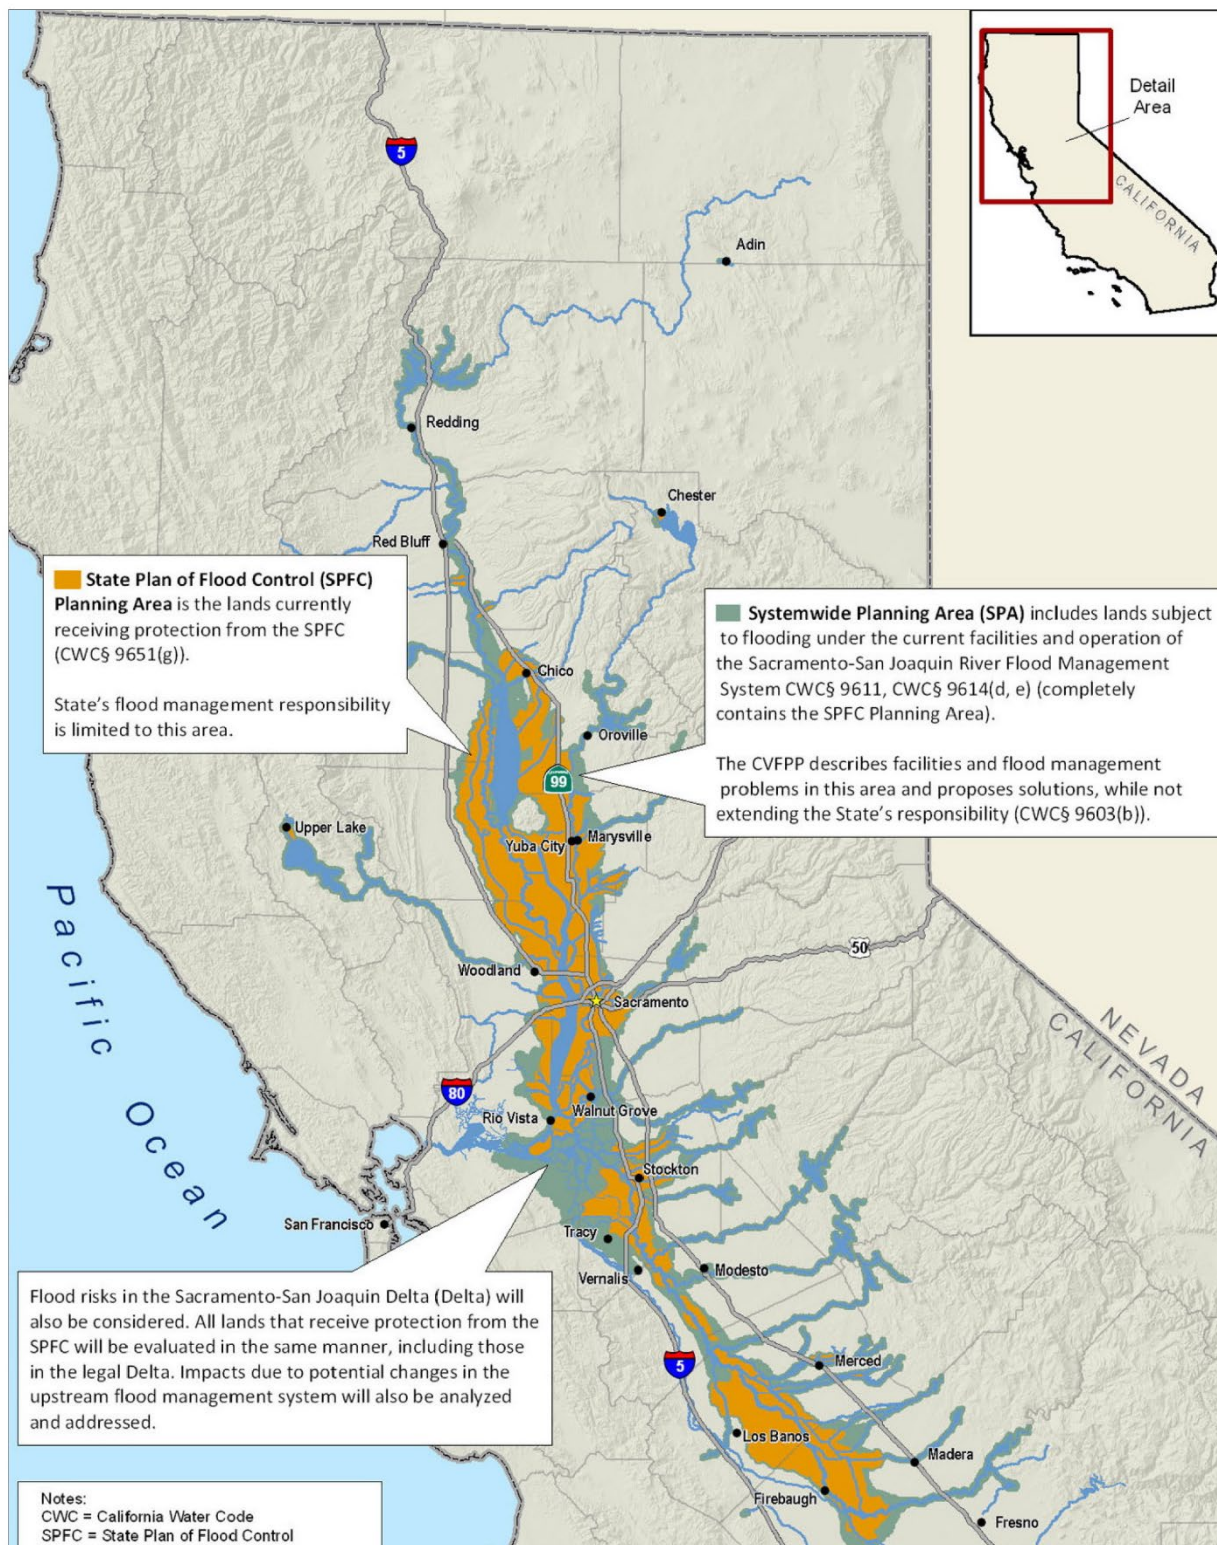 Detail
Area
CALIFORNIA
5
Adin
Redding
Chester
Red Bluff
State Plan of Flood Control (SPFC)
Planning Area is the lands currently
receiving protection from the SPFC
(CWC§ 9651(g)).
State's flood management responsibility
is limited to this area.
Systemwide Planning Area (SPA) includes lands subject
to flooding under the current facilities and operation of
the Sacramento-San Joaquin River Flood Management
System CWC§ 9611, CWC§ 9614(d, e) (completely
contains the SPFC Planning Area).
The CVFPP describes facilities and flood management
problems in this area and proposes solutions, while not
extending the State's responsibility (CWC§ 9603(b)).
Chico
Oroville
99
Upper Lake
Yuba City
Marysville
Pacific Ocean
50
Woodland
Sacramento
NEVADA
CALIFORNIA
80
Rio Vista
Walnut Grove
Stockton
San Francisco
Tracy
Vernalis
Modesto
Flood risks in the Sacramento-San Joaquin Delta (Delta) will
also be considered. All lands that receive protection from the
SPFC will be evaluated in the same manner, including those
in the legal Delta. Impacts due to potential changes in the
upstream flood management system will also be analyzed
and addressed.
5
Merced
Los Banos
Madera
Firebaugh
Fresno
Notes:
CWC = California Water Code
SPFC = State Plan of Flood Control